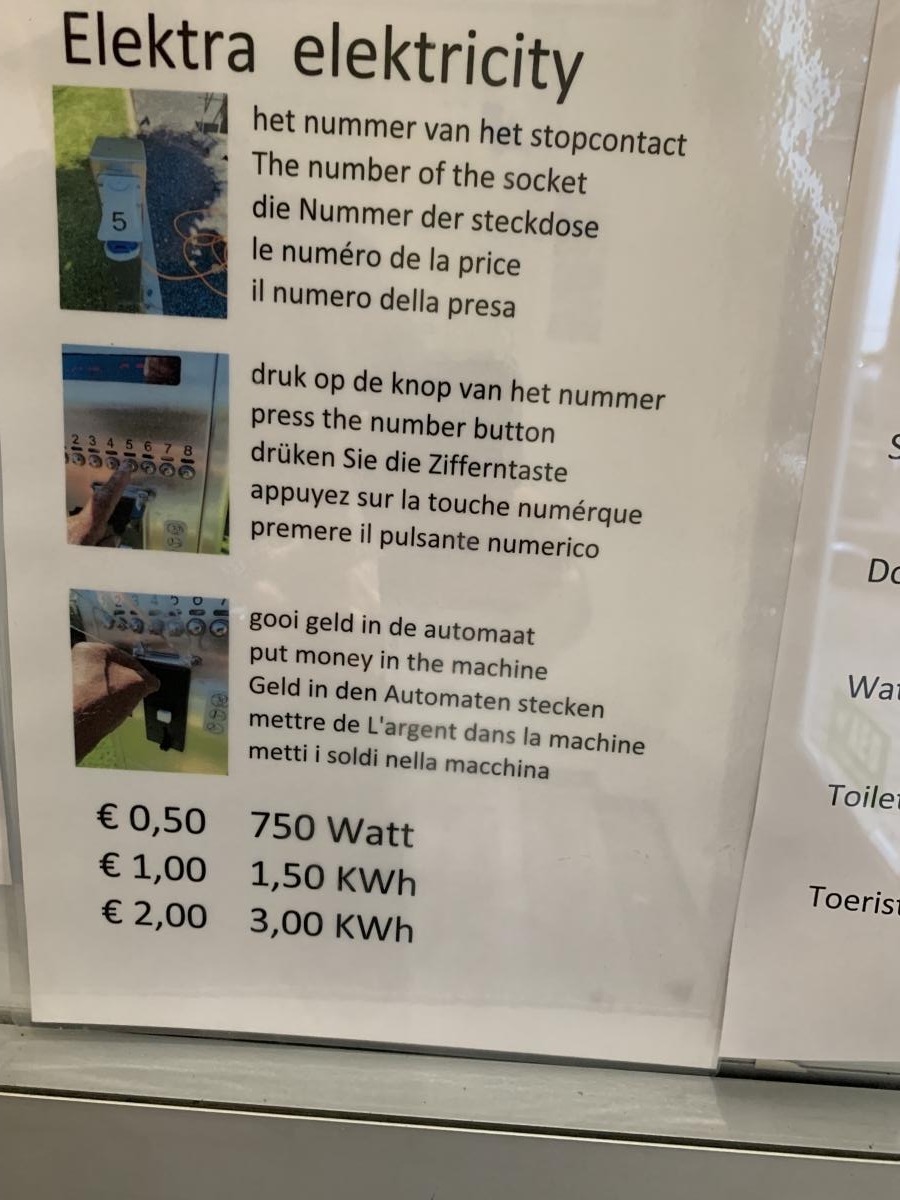 Elektra elektricity
5
het nummer van het stopcontact
The number of the socket
die Nummer der steckdose
le numéro de la price
il numero della presa
2 3 4 5 6 7 8
druk op de knop van het nummer
press the number button
drüken Sie die Zifferntaste
appuyez sur la touche numérque
premere il pulsante numerico
gooi geld in de automaat
put money in the machine
Geld in den Automaten stecken
mettre de L'argent dans la machine
metti i soldi nella macchina
€ 0,50 750 Watt
€ 1,00 1,50 KWh
€ 2,00 3,00 KWh